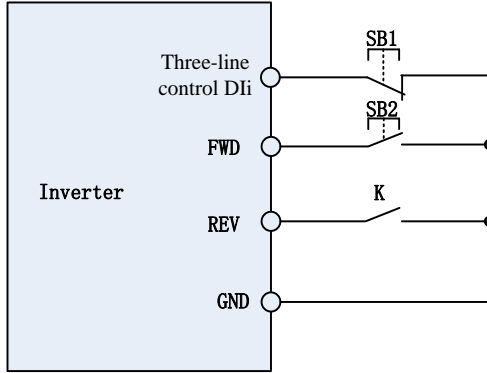 SB1
Three-line
control DIi
SB2
FWD
Inverter
K
REV
GND